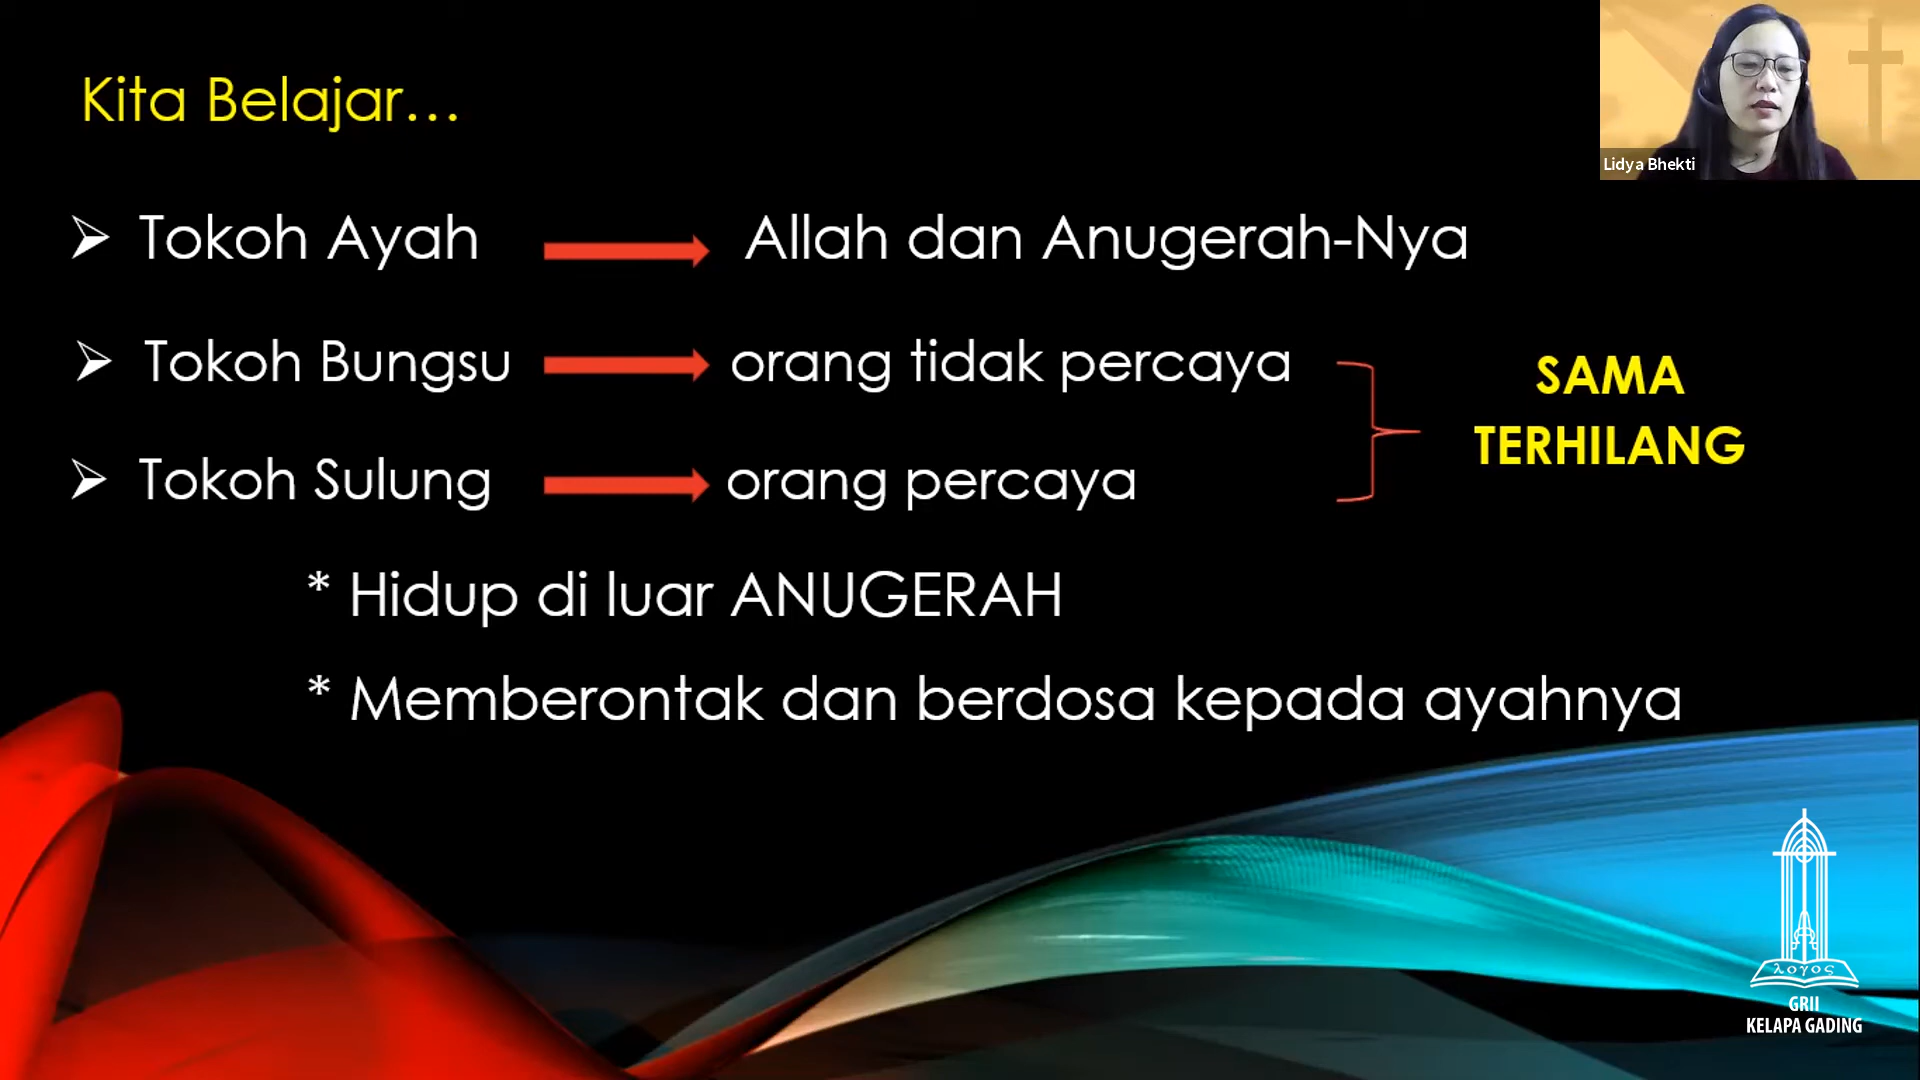 Kita Belajar...
Lidya Bhekti
➢ Tokoh Ayah Allah dan Anugerah-Nya
➢ Tokoh Bungsu orang tidak percaya
➢ Tokoh Sulung orang percaya
SAMA
TERHILANG
* Hidup di luar ANUGERAH
* Memberontak dan berdosa kepada ayahnya
λογος
GRII
KELAPA GADING